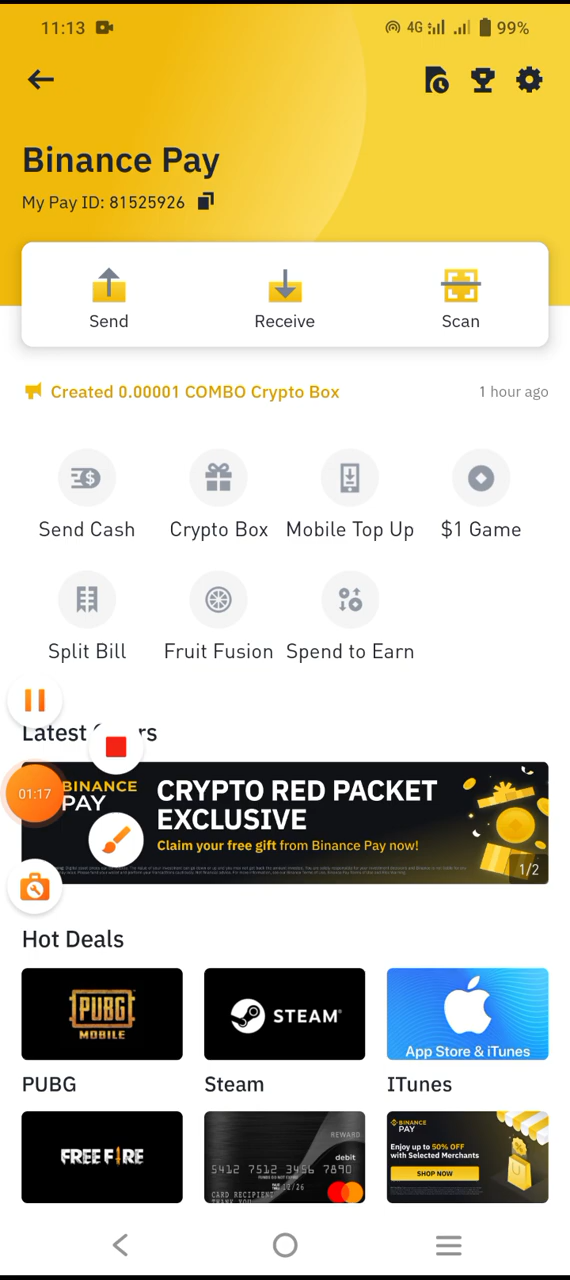 11:13
4G
99%
Binance Pay
My Pay ID: 81525926
Send
Receive
Scan
Created 0.00001 COMBO Crypto Box
1 hour ago
Send Cash
Crypto Box
Mobile Top Up
$1 Game
Split Bill
Fruit Fusion
Spend to Earn
Latest
rs
01:17
BINANCE
PAY
CRYPTO RED PACKET
EXCLUSIVE
Claim your free gift from Binance Pay now!
1/2
Hot Deals
PUBG
MOBILE
STEAM
App Store & iTunes
PUBG
Steam
ITunes
FREE FIRE
REWARD
debit
5412 7512 3456 7890
12/26
CARD RECIPIENT
THANK YOU
BINANCE
PAY
Enjoy up to 50% OFF
with Selected Merchants
SHOP NOW